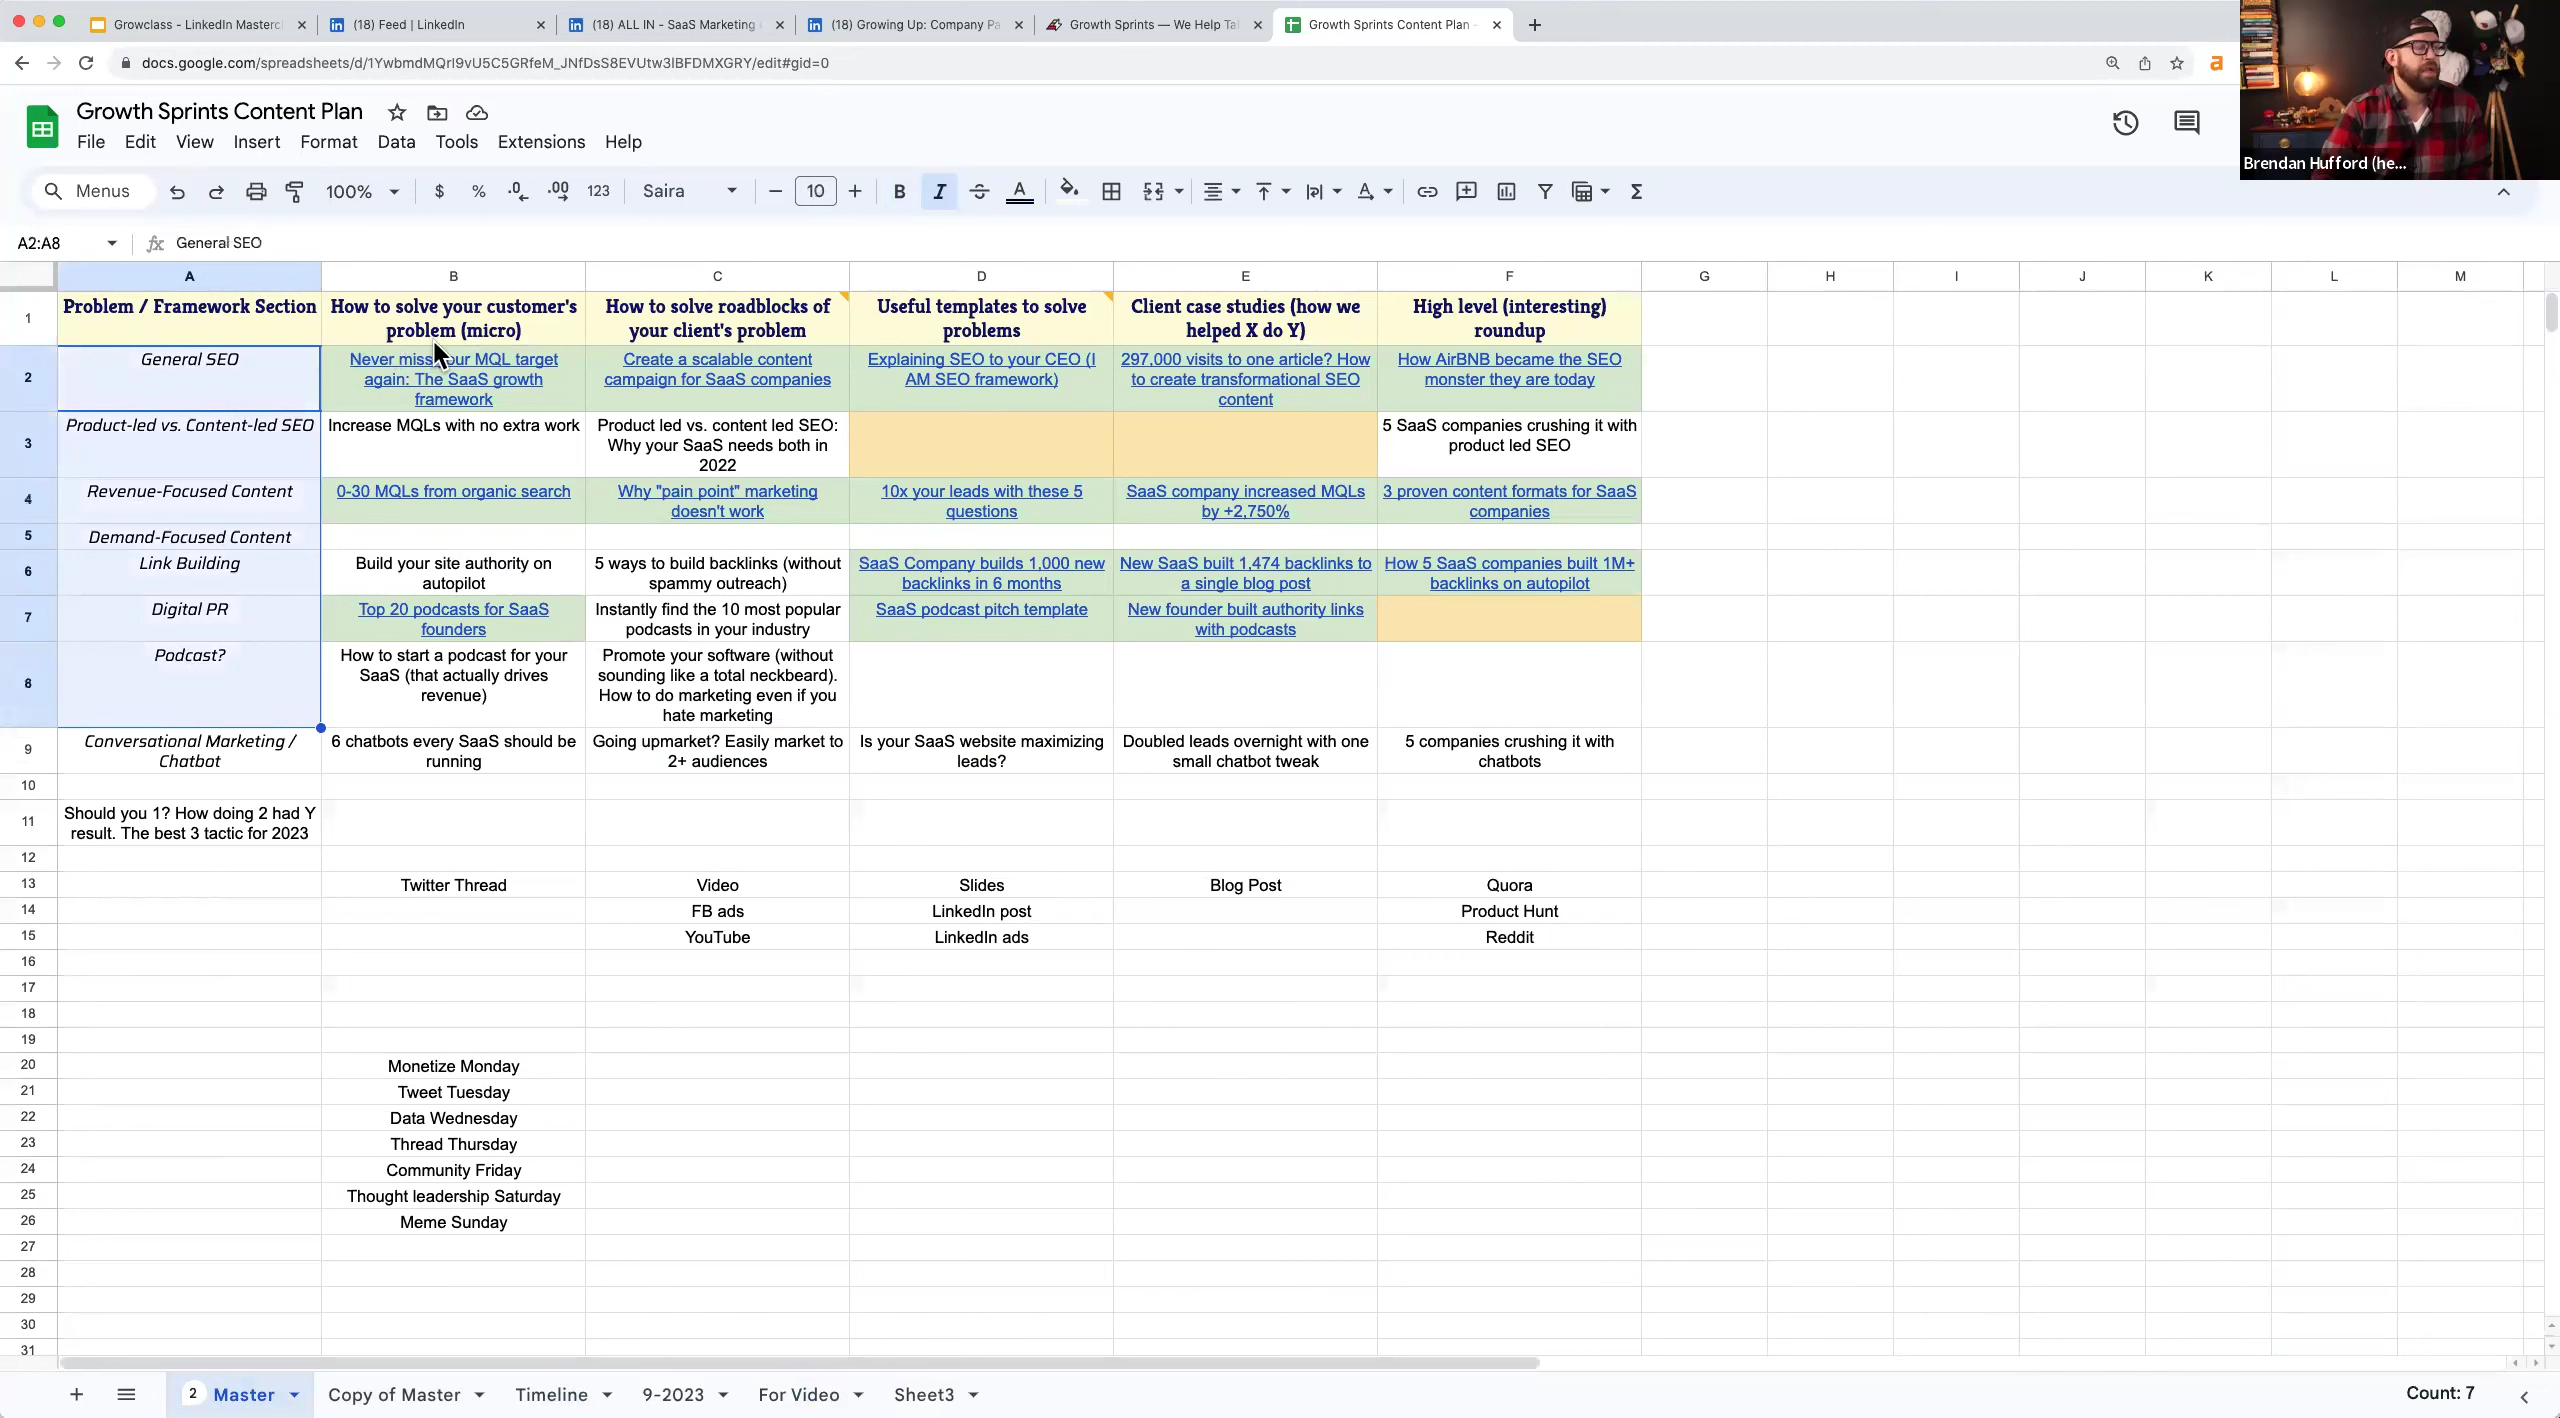 Growclass - LinkedIn Masterc
(18) Feed | LinkedIn
(18) ALL IN - SaaS Marketing
(18) Growing Up: Company Pa
Growth Sprints — We Help Ta
Growth Sprints Content Plan -
docs.google.com/spreadsheets/d/1YwbmdMQrl9vU5C5GRfeM_JNfDsS8EVUtw3lBFDMXGRY/edit#gid=0
Growth Sprints Content Plan
File Edit View Insert Format Data Tools Extensions Help
Menus 100% $ % .0 .00 123 Saira 10 B I A
Brendan Hufford (he...
A2:A8 fx General SEO
A B C D E F G H I J K L M
1
Problem / Framework Section
How to solve your customer's
problem (micro)
How to solve roadblocks of
your client's problem
Useful templates to solve
problems
Client case studies (how we
helped X do Y)
High level (interesting)
roundup
2
General SEO
Never miss your MQL target
again: The SaaS growth
framework
Create a scalable content
campaign for SaaS companies
Explaining SEO to your CEO (I
AM SEO framework)
297,000 visits to one article? How
to create transformational SEO
content
How AirBNB became the SEO
monster they are today
3
Product-led vs. Content-led SEO
Increase MQLs with no extra work
Product led vs. content led SEO:
Why your SaaS needs both in
2022
5 SaaS companies crushing it with
product led SEO
4
Revenue-Focused Content
0-30 MQLs from organic search
Why "pain point" marketing
doesn't work
10x your leads with these 5
questions
SaaS company increased MQLs
by +2,750%
3 proven content formats for SaaS
companies
5
Demand-Focused Content
6
Link Building
Build your site authority on
autopilot
5 ways to build backlinks (without
spammy outreach)
SaaS Company builds 1,000 new
backlinks in 6 months
New SaaS built 1,474 backlinks to
a single blog post
How 5 SaaS companies built 1M+
backlinks on autopilot
7
Digital PR
Top 20 podcasts for SaaS
founders
Instantly find the 10 most popular
podcasts in your industry
SaaS podcast pitch template
New founder built authority links
with podcasts
8
Podcast?
How to start a podcast for your
SaaS (that actually drives
revenue)
Promote your software (without
sounding like a total neckbeard).
How to do marketing even if you
hate marketing
9
Conversational Marketing /
Chatbot
6 chatbots every SaaS should be
running
Going upmarket? Easily market to
2+ audiences
Is your SaaS website maximizing
leads?
Doubled leads overnight with one
small chatbot tweak
5 companies crushing it with
chatbots
10
11
Should you 1? How doing 2 had Y
result. The best 3 tactic for 2023
12
13 Twitter Thread Video Slides Blog Post Quora
14 FB ads LinkedIn post Product Hunt
15 YouTube LinkedIn ads Reddit
16
17
18
19
20 Monetize Monday
21 Tweet Tuesday
22 Data Wednesday
23 Thread Thursday
24 Community Friday
25 Thought leadership Saturday
26 Meme Sunday
27
28
29
30
31
2 Master Copy of Master Timeline 9-2023 For Video Sheet3 Count: 7